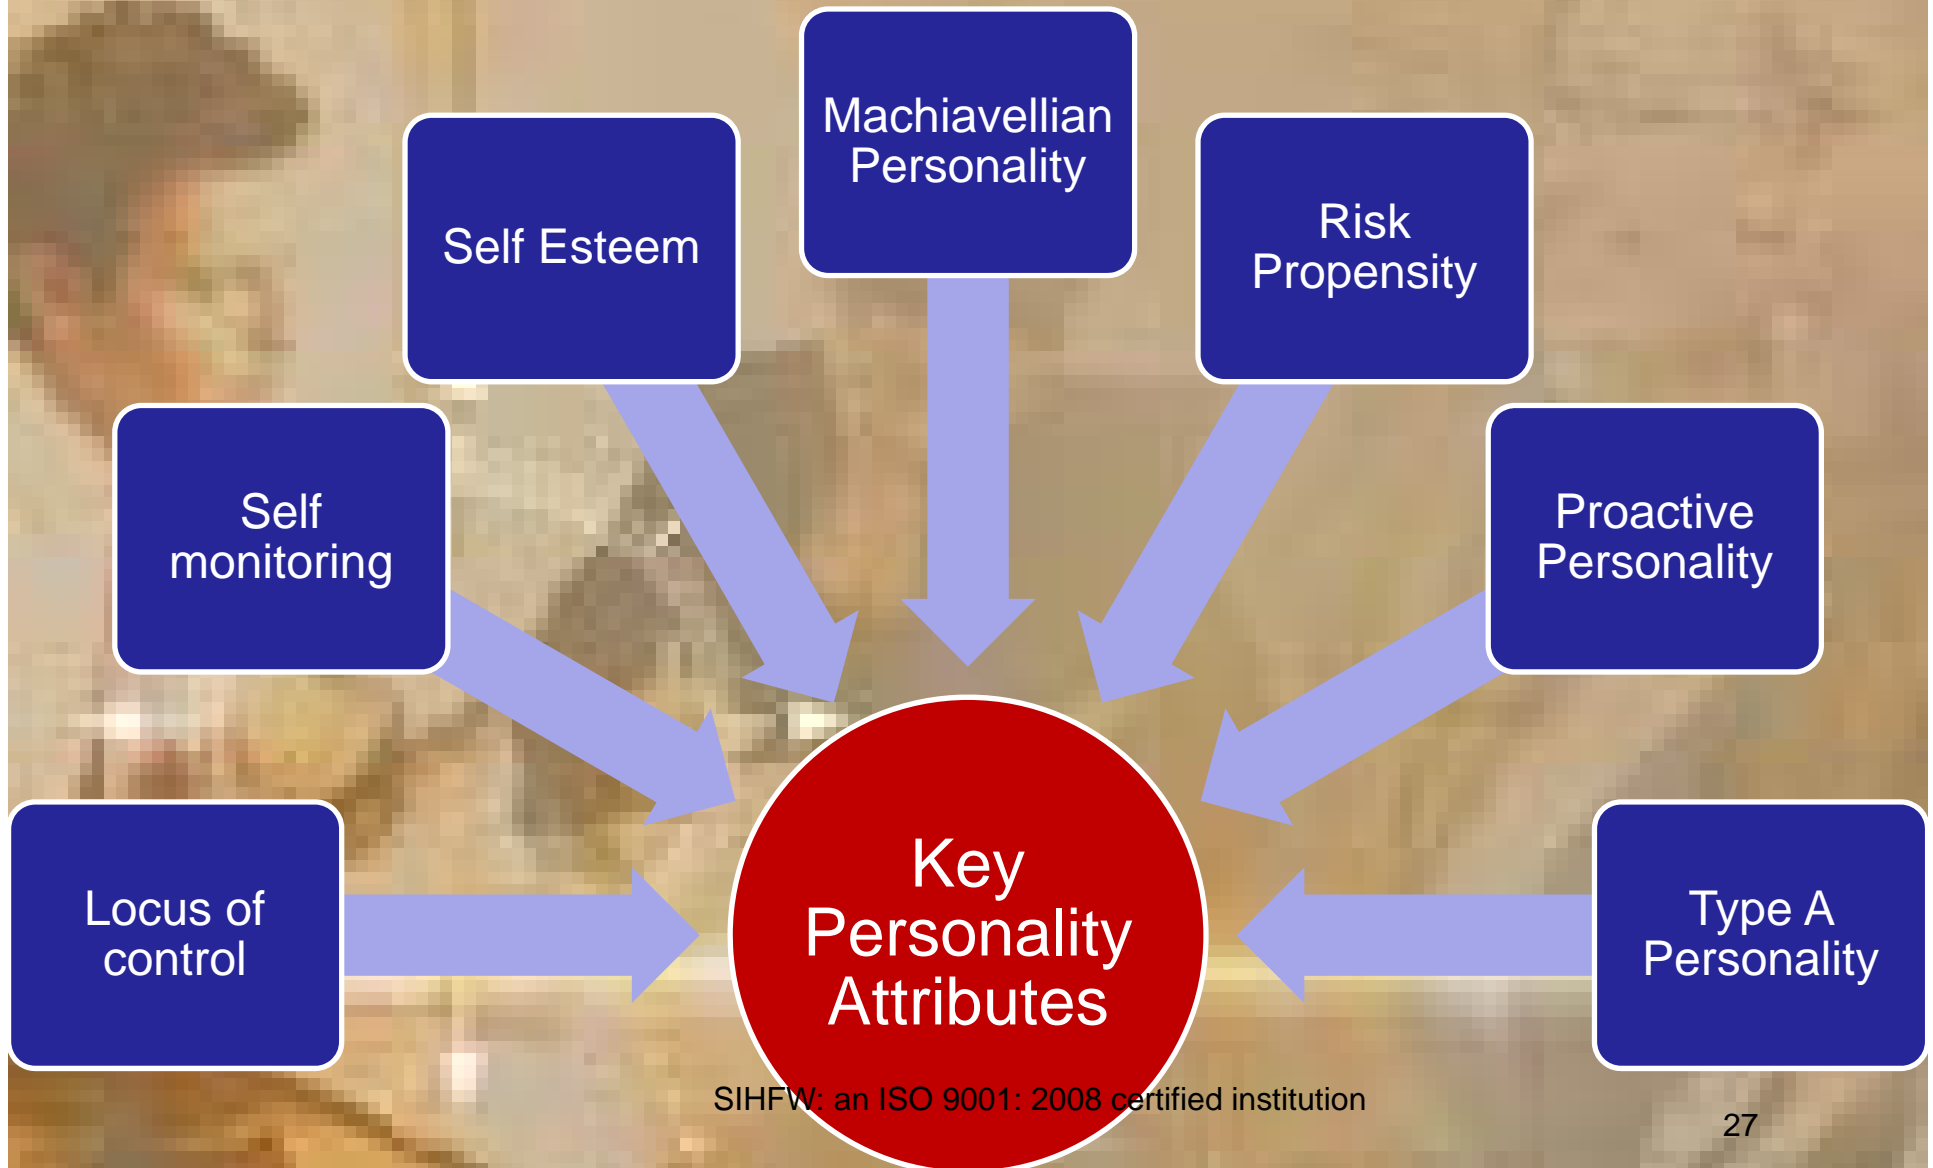 Machiavellian
Personality
Self Esteem
Risk
Propensity
Self
monitoring
Proactive
Personality
Locus of
control
Key
Personality
Attributes
Type A
Personality
SIHFW: an ISO 9001: 2008 certified institution
27